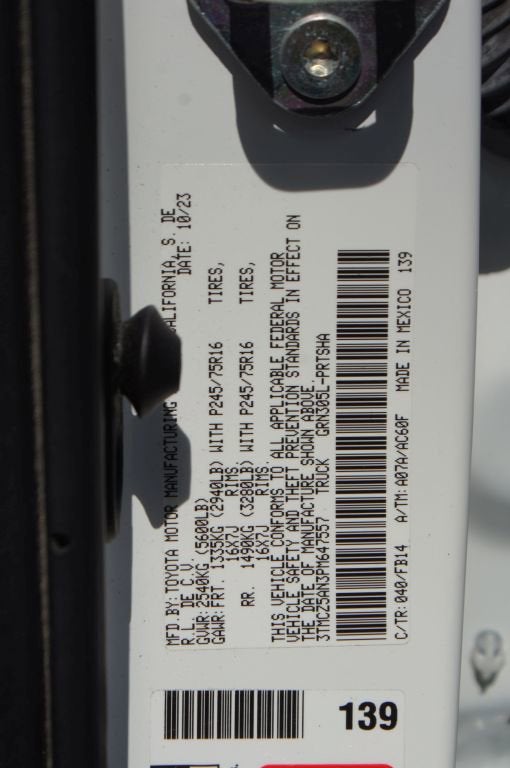 MFD.BY:TOYOTA MOTOR MANUFACTURING CALIFORNIA, S. DE
R.L. DE C.V. DATE: 10/23
GVWR:2540KG(5600LB)
GAWR:FRT. 1335KG (2940LB) WITH P245/75R16 TIRES,
16X7J RIMS.
RR. 1490KG (3280LB) WITH P245/75R16 TIRES,
16X7J RIMS.
THIS VEHICLE CONFORMS TO ALL APPLICABLE FEDERAL MOTOR
VEHICLE SAFETY AND THEFT PREVENTION STANDARDS IN EFFECT ON
THE DATE OF MANUFACTURE SHOWN ABOVE.
3TMCZ5AN3PM647557 TRUCK GRN305L-PRTSHA
C/TR:040/FB14 A/TM:A07A/AC60F MADE IN MEXICO 139
139